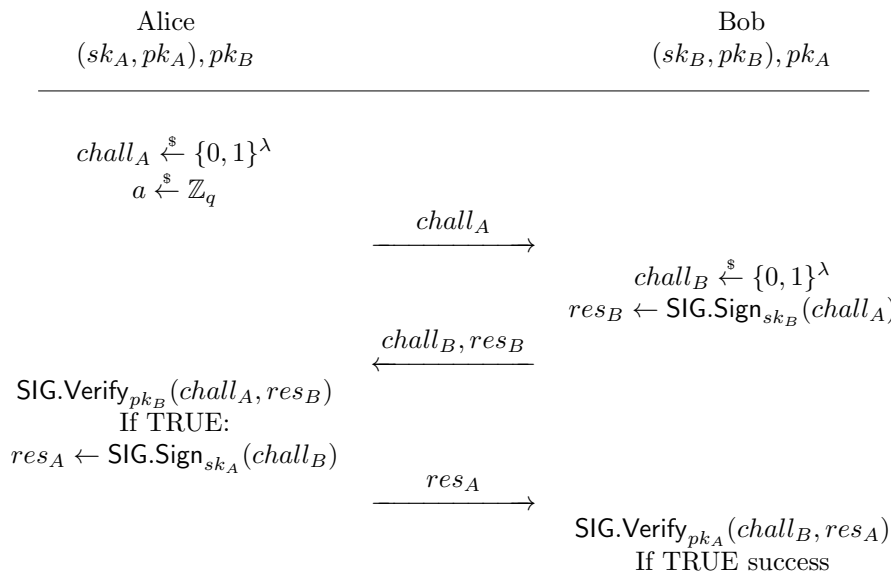 Alice Bob
(sk_A, pk_A), pk_B (sk_B, pk_B), pk_A
chall_A ←$ {0, 1}^λ
a ←$ ℤ_q
chall_A
chall_B ←$ {0, 1}^λ
res_B ← SIG.Sign_{sk_B}(chall_A)
chall_B, res_B
SIG.Verify_{pk_B}(chall_A, res_B)
If TRUE:
res_A ← SIG.Sign_{sk_A}(chall_B)
res_A
SIG.Verify_{pk_A}(chall_B, res_A)
If TRUE success